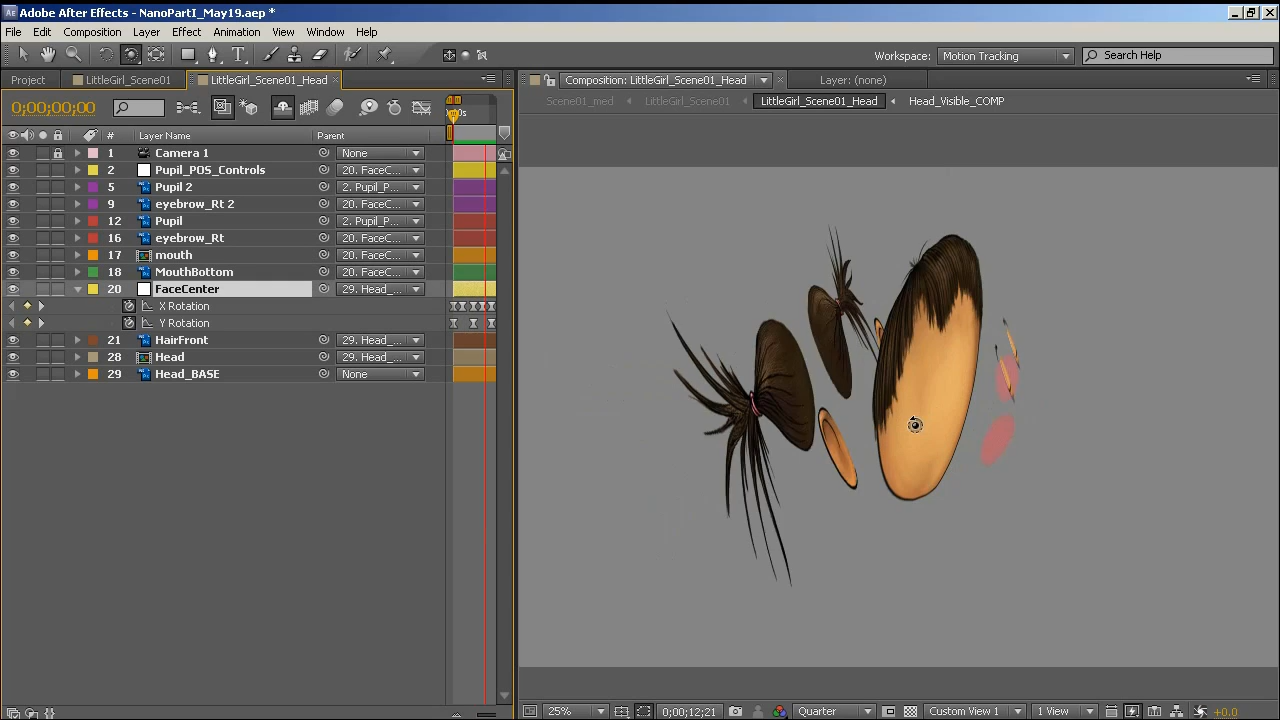 Adobe After Effects - NanoPartI_May19.aep *
File Edit Composition Layer Effect Animation View Window Help
Workspace: Motion Tracking Search Help
Project LittleGirl_Scene01 LittleGirl_Scene01_Head
Composition: LittleGirl_Scene01_Head Layer: (none)
0;00;00;00
Scene01_med LittleGirl_Scene01 LittleGirl_Scene01_Head Head_Visible_COMP
# Layer Name Parent
1 Camera 1 None
2 Pupil_POS_Controls 20. FaceC...
5 Pupil 2 2. Pupil_P...
9 eyebrow_Rt 2 20. FaceC...
12 Pupil 2. Pupil_P...
16 eyebrow_Rt 20. FaceC...
17 mouth 20. FaceC...
18 MouthBottom 20. FaceC...
20 FaceCenter 29. Head_...
X Rotation
Y Rotation
21 HairFront 29. Head_...
28 Head 29. Head_...
29 Head_BASE None
25% 0;00;12;21 Quarter Custom View 1 1 View +0.0